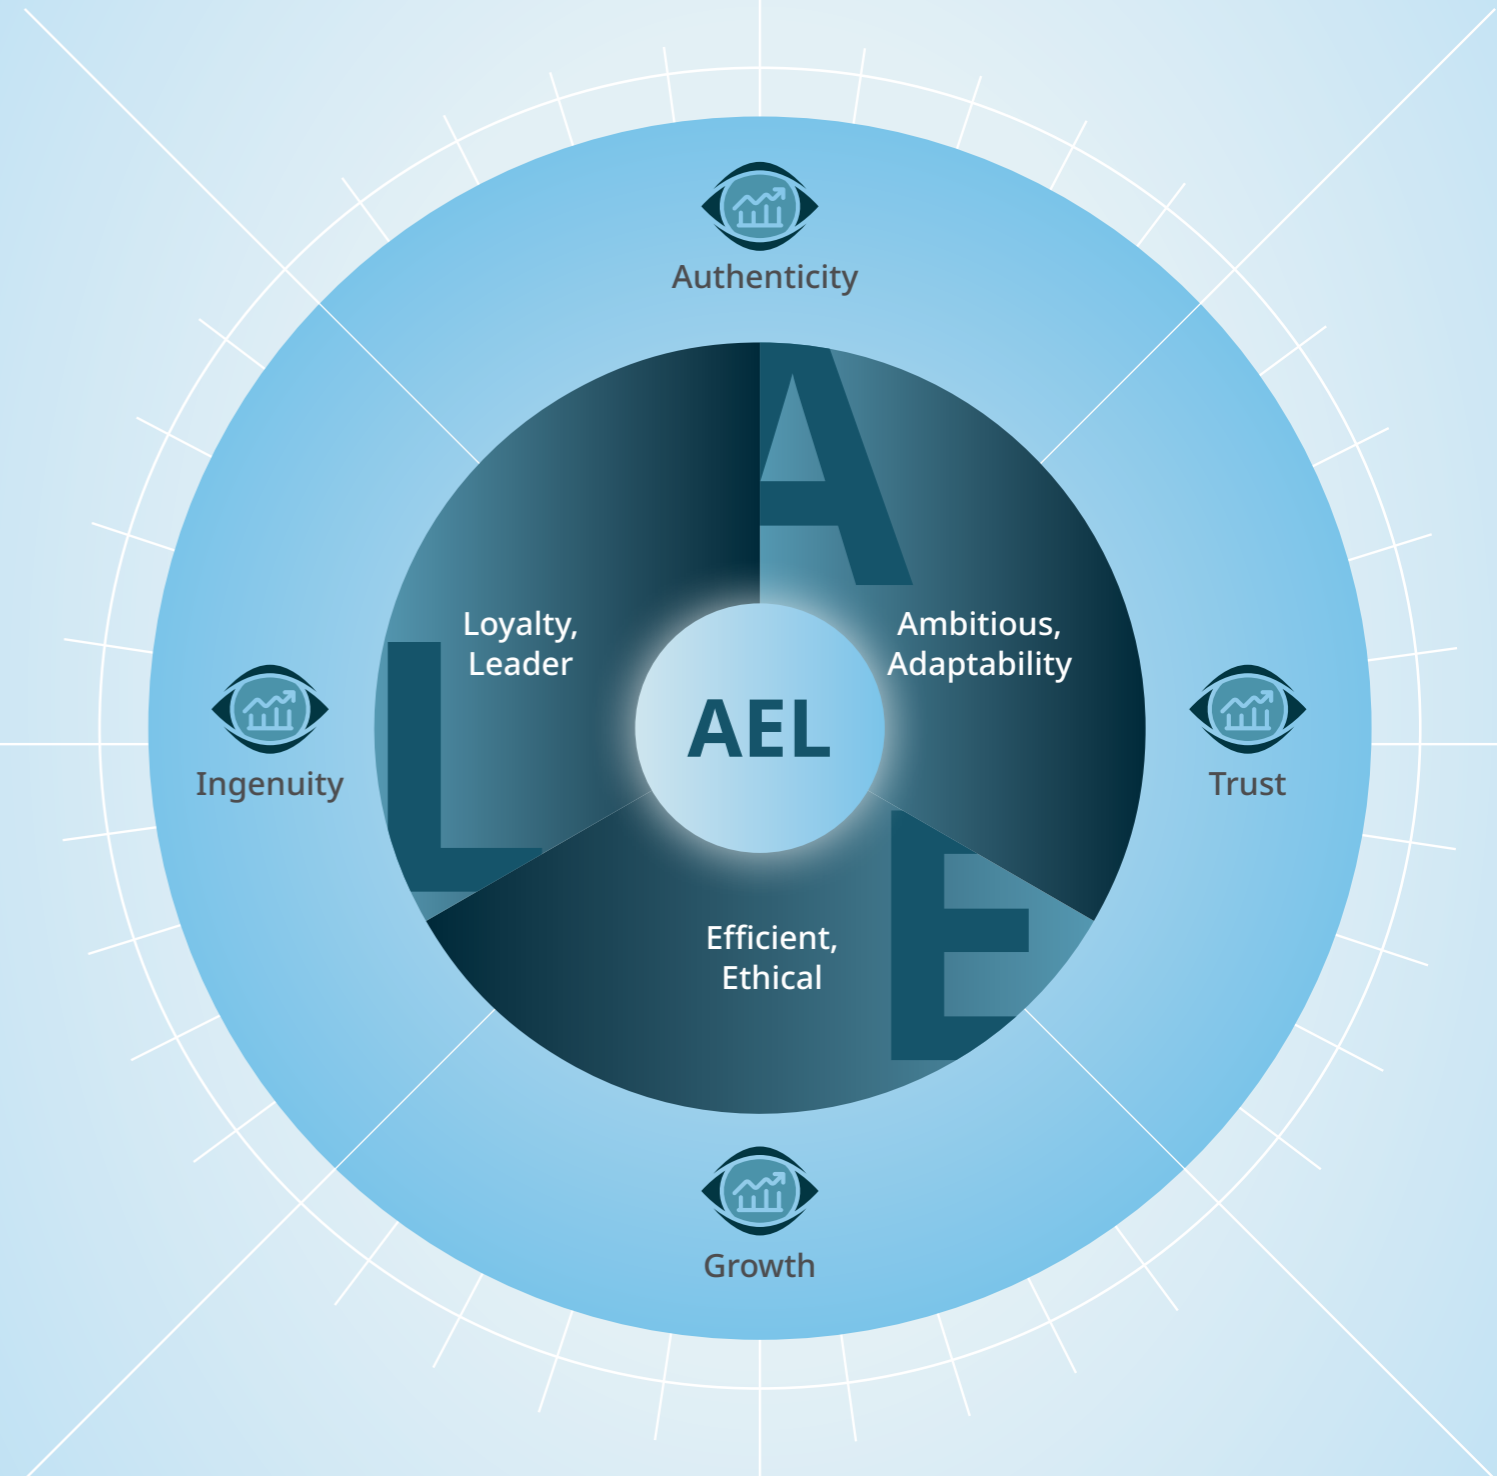 Authenticity
A
Loyalty,
Leader
Ambitious,
Adaptability
L
AEL
Ingenuity
Trust
E
Efficient,
Ethical
Growth